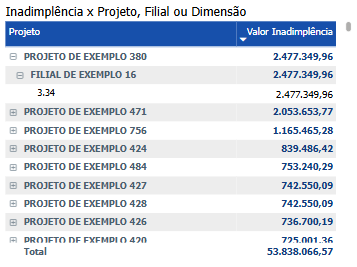 Inadimplência x Projeto, Filial ou Dimensão
Projeto Valor Inadimplência
PROJETO DE EXEMPLO 380 2.477.349,96
FILIAL DE EXEMPLO 16 2.477.349,96
3.34 2.477.349,96
PROJETO DE EXEMPLO 471 2.053.653,77
PROJETO DE EXEMPLO 756 1.165.465,28
PROJETO DE EXEMPLO 424 839.486,42
PROJETO DE EXEMPLO 484 753.240,29
PROJETO DE EXEMPLO 427 742.550,09
PROJETO DE EXEMPLO 428 742.550,09
PROJETO DE EXEMPLO 426 736.700,19
PROJETO DE EXEMPLO 420 725.001,36
Total 53.838.066,57